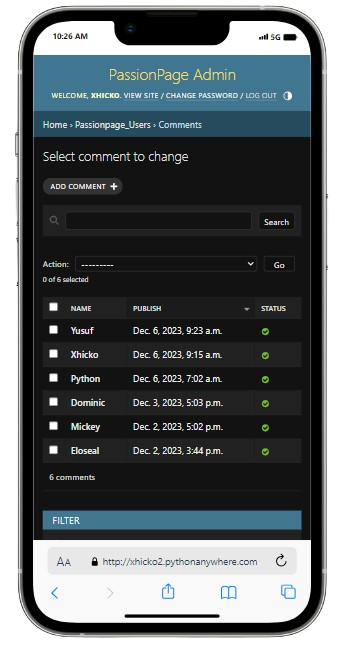 10:26 AM 5G
PassionPage Admin
WELCOME, XHICKO. VIEW SITE / CHANGE PASSWORD / LOG OUT
Home › Passionpage_Users › Comments
Select comment to change
ADD COMMENT +
Search
Action: --------- Go
0 of 6 selected
NAME PUBLISH STATUS
Yusuf Dec. 6, 2023, 9:23 a.m.
Xhicko Dec. 6, 2023, 9:15 a.m.
Python Dec. 6, 2023, 7:02 a.m.
Dominic Dec. 3, 2023, 5:03 p.m.
Mickey Dec. 2, 2023, 5:02 p.m.
Eloseal Dec. 2, 2023, 3:44 p.m.
6 comments
FILTER
AA http://xhicko2.pythonanywhere.com